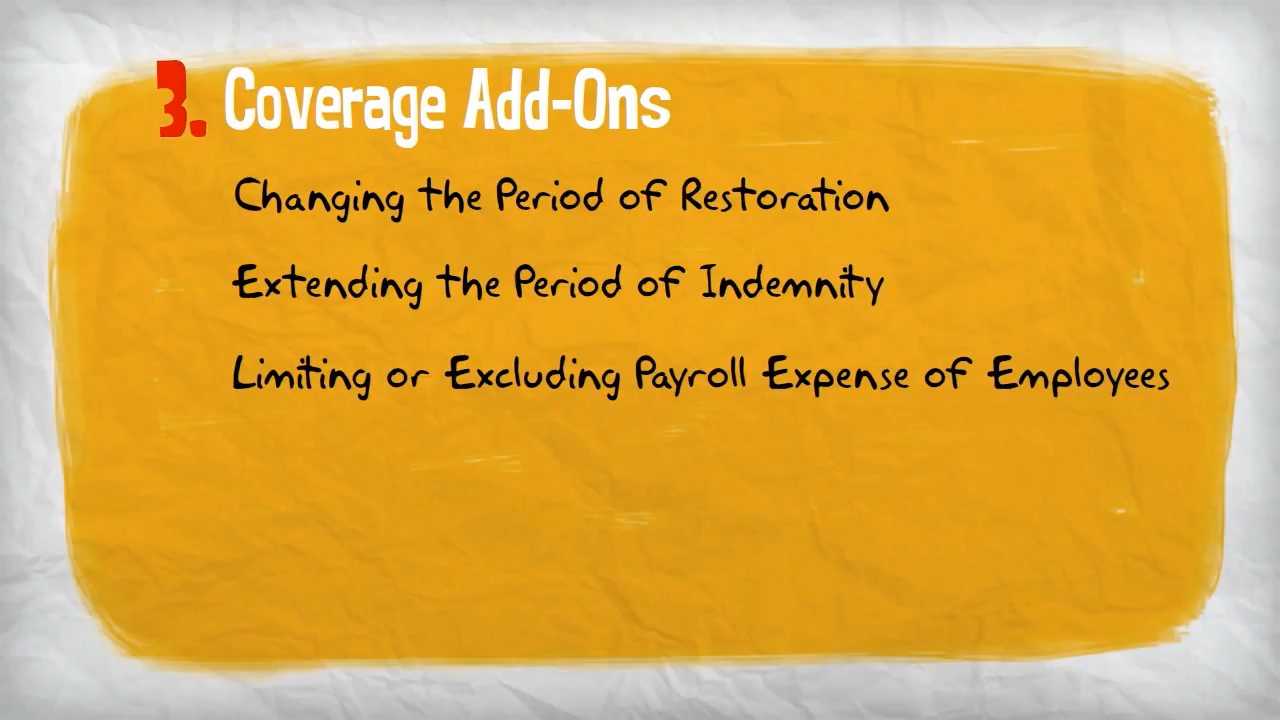 3. Coverage Add-Ons
Changing the Period of Restoration
Extending the Period of Indemnity
Limiting or Excluding Payroll Expense of Employees